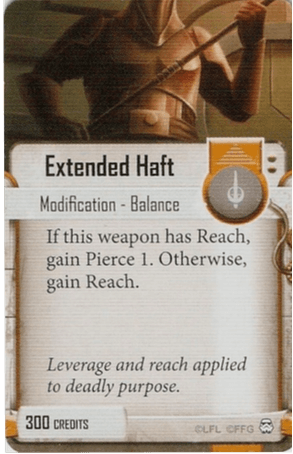 Extended Haft
Modification - Balance
If this weapon has Reach,
gain Pierce 1. Otherwise,
gain Reach.
Leverage and reach applied
to deadly purpose.
300 CREDITS
©LFL ©FFG